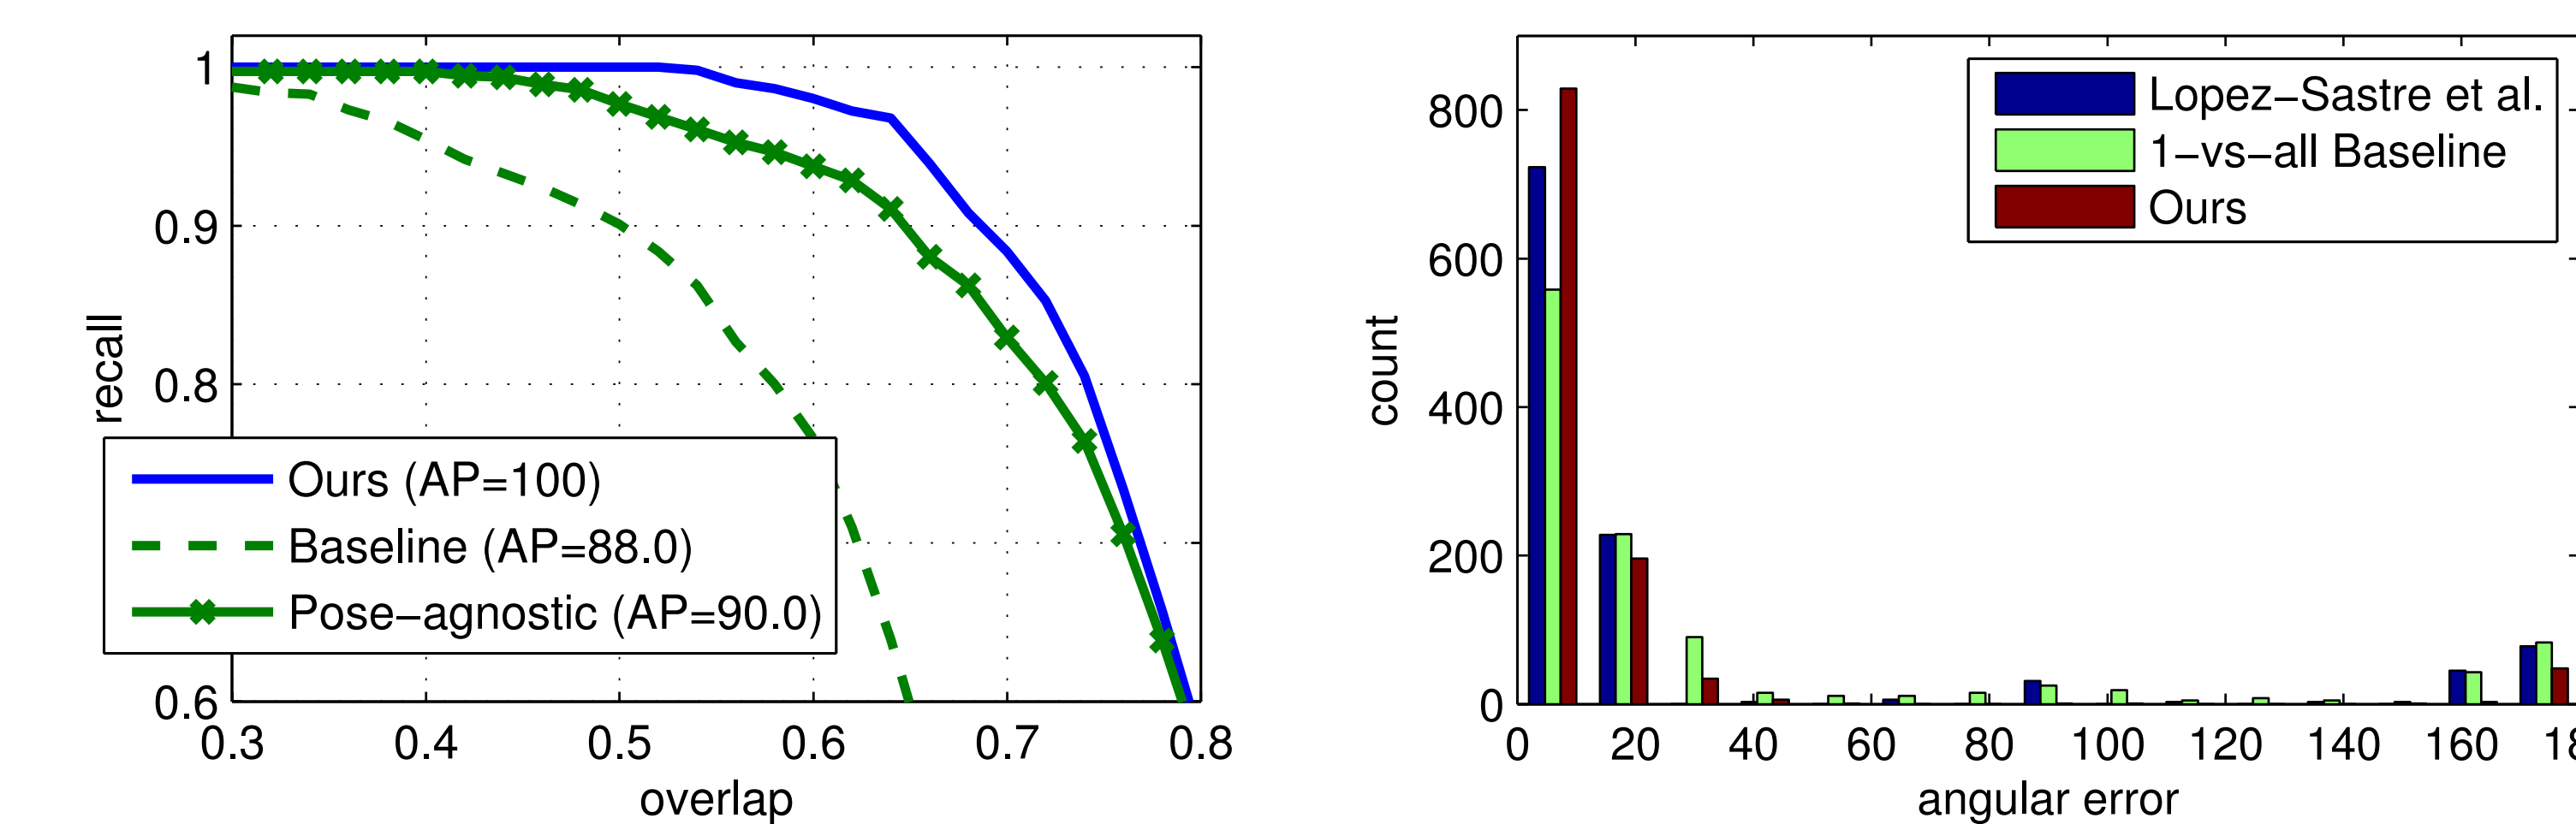 1
0.9
0.8
0.6
recall
Ours (AP=100)
Baseline (AP=88.0)
Pose−agnostic (AP=90.0)
0.3 0.4 0.5 0.6 0.7 0.8
overlap
800
600
400
200
0
count
Lopez−Sastre et al.
1−vs−all Baseline
Ours
0 20 40 60 80 100 120 140 160
angular error